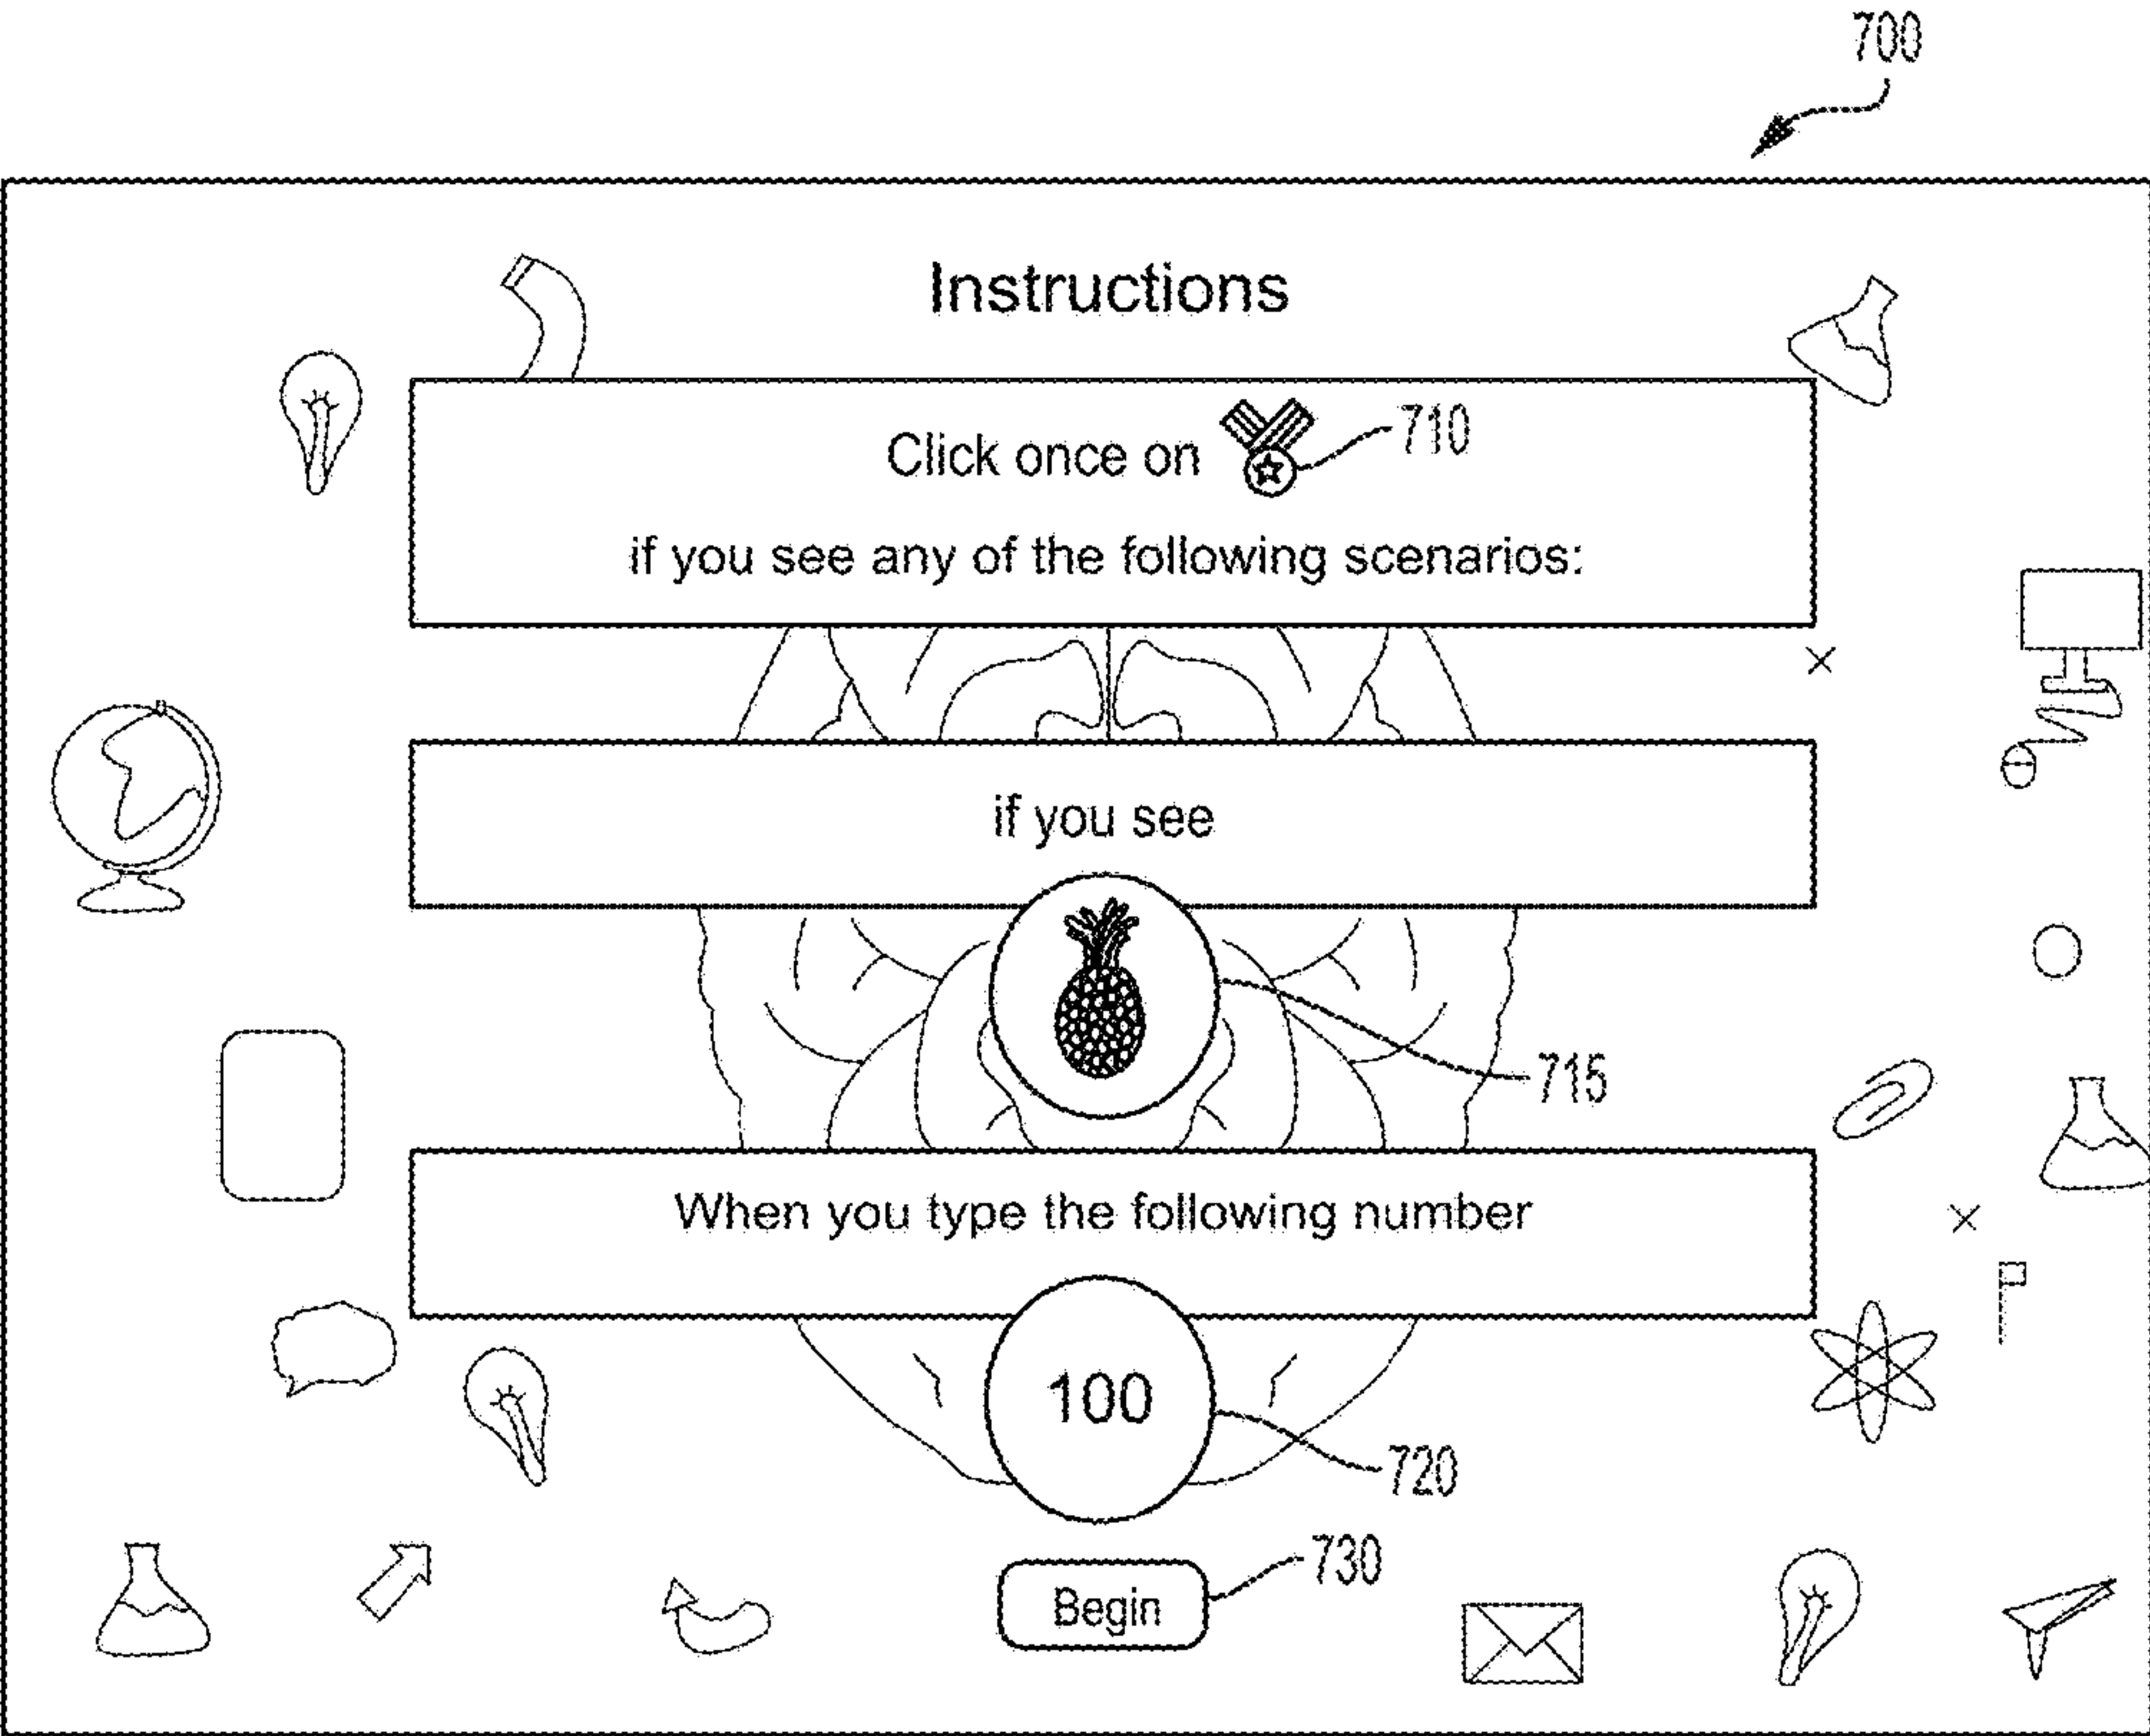 700
Instructions
Click once on 710
if you see any of the following scenarios:
if you see
715
When you type the following number
100
720
730
Begin